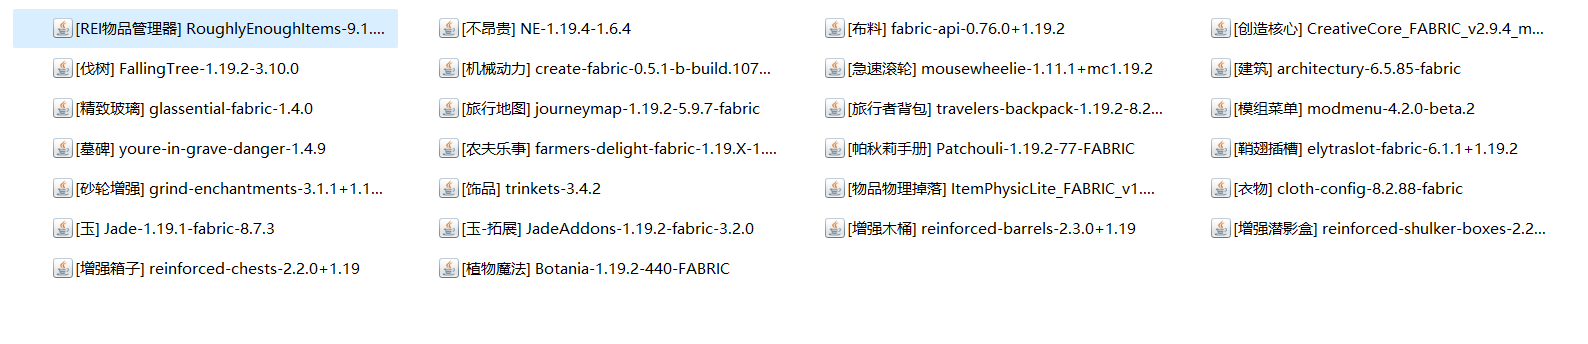 [REI物品管理器] RoughlyEnoughItems-9.1.... [不昂贵] NE-1.19.4-1.6.4 [布料] fabric-api-0.76.0+1.19.2 [创造核心] CreativeCore_FABRIC_v2.9.4_m...
[伐树] FallingTree-1.19.2-3.10.0 [机械动力] create-fabric-0.5.1-b-build.107... [急速滚轮] mousewheelie-1.11.1+mc1.19.2 [建筑] architectury-6.5.85-fabric
[精致玻璃] glassential-fabric-1.4.0 [旅行地图] journeymap-1.19.2-5.9.7-fabric [旅行者背包] travelers-backpack-1.19.2-8.2... [模组菜单] modmenu-4.2.0-beta.2
[墓碑] youre-in-grave-danger-1.4.9 [农夫乐事] farmers-delight-fabric-1.19.X-1.... [帕秋莉手册] Patchouli-1.19.2-77-FABRIC [鞘翅插槽] elytraslot-fabric-6.1.1+1.19.2
[砂轮增强] grind-enchantments-3.1.1+1.1... [饰品] trinkets-3.4.2 [物品物理掉落] ItemPhysicLite_FABRIC_v1.... [衣物] cloth-config-8.2.88-fabric
[玉] Jade-1.19.1-fabric-8.7.3 [玉-拓展] JadeAddons-1.19.2-fabric-3.2.0 [增强木桶] reinforced-barrels-2.3.0+1.19 [增强潜影盒] reinforced-shulker-boxes-2.2...
[增强箱子] reinforced-chests-2.2.0+1.19 [植物魔法] Botania-1.19.2-440-FABRIC